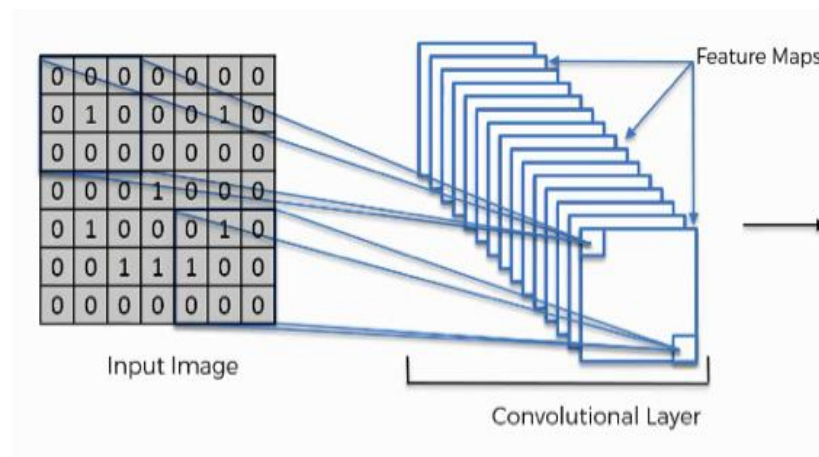 0 0 0 0 0 0 0
0 1 0 0 0 1 0
0 0 0 0 0 0 0
0 0 0 1 0 0 0
0 1 0 0 0 1 0
0 0 1 1 1 0 0
0 0 0 0 0 0 0
Input Image
Feature Maps
Convolutional Layer